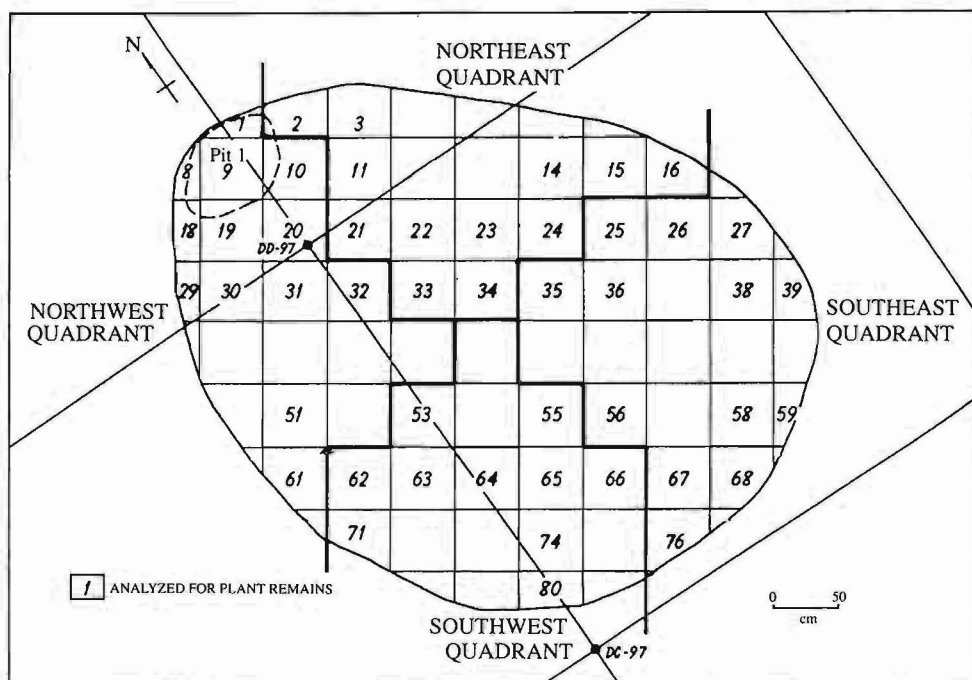 N
NORTHEAST
QUADRANT
1 2 3
Pit 1
8 9 10 11 14 15 16
18 19 20 21 22 23 24 25 26 27
DD-97
29 30 31 32 33 34 35 36 38 39
NORTHWEST
QUADRANT
SOUTHEAST
QUADRANT
51 53 55 56 58 59
61 62 63 64 65 66 67 68
71 74 76
1 ANALYZED FOR PLANT REMAINS
80
0 50
cm
SOUTHWEST
QUADRANT
DC-97